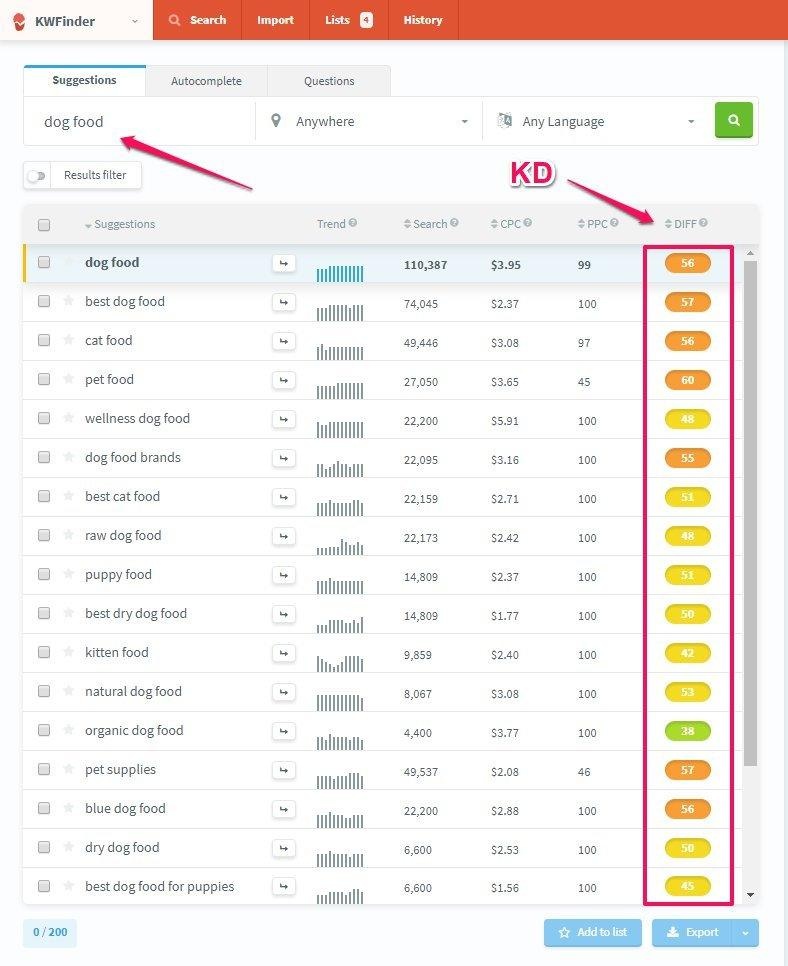 KWFinder Search Import Lists 4 History
Suggestions Autocomplete Questions
dog food Anywhere Any Language
Results filter
KD
Suggestions Trend Search CPC PPC DIFF
dog food 110,387 $3.95 99 56
best dog food 74,045 $2.37 100 57
cat food 49,446 $3.08 97 56
pet food 27,050 $3.65 45 60
wellness dog food 22,200 $5.91 100 48
dog food brands 22,095 $3.16 100 55
best cat food 22,159 $2.71 100 51
raw dog food 22,173 $2.42 100 48
puppy food 14,809 $2.37 100 51
best dry dog food 14,809 $1.77 100 50
kitten food 9,859 $2.40 100 42
natural dog food 8,067 $3.08 100 53
organic dog food 4,400 $3.77 100 38
pet supplies 49,537 $2.08 46 57
blue dog food 22,200 $2.88 100 56
dry dog food 6,600 $2.53 100 50
best dog food for puppies 6,600 $1.56 100 45
0 / 200 Add to list Export